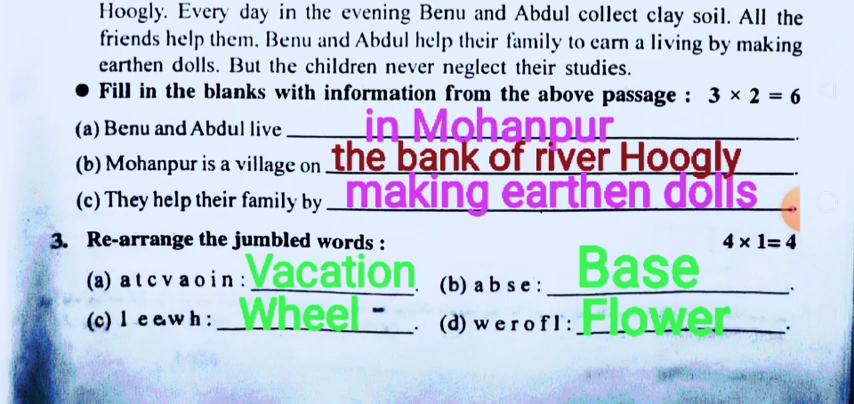 Hoogly. Every day in the evening Benu and Abdul collect clay soil. All the
friends help them. Benu and Abdul help their family to earn a living by making
earthen dolls. But the children never neglect their studies.
● Fill in the blanks with information from the above passage : 3 × 2 = 6
(a) Benu and Abdul live in Mohanpur.
(b) Mohanpur is a village on the bank of river Hoogly.
(c) They help their family by making earthen dolls
3. Re-arrange the jumbled words : 4 x 1= 4
(a) a t c v a o i n : Vacation. (b) a b s e : Base.
(c) l e e w h : Wheel -. (d) w e r o f l : Flower.